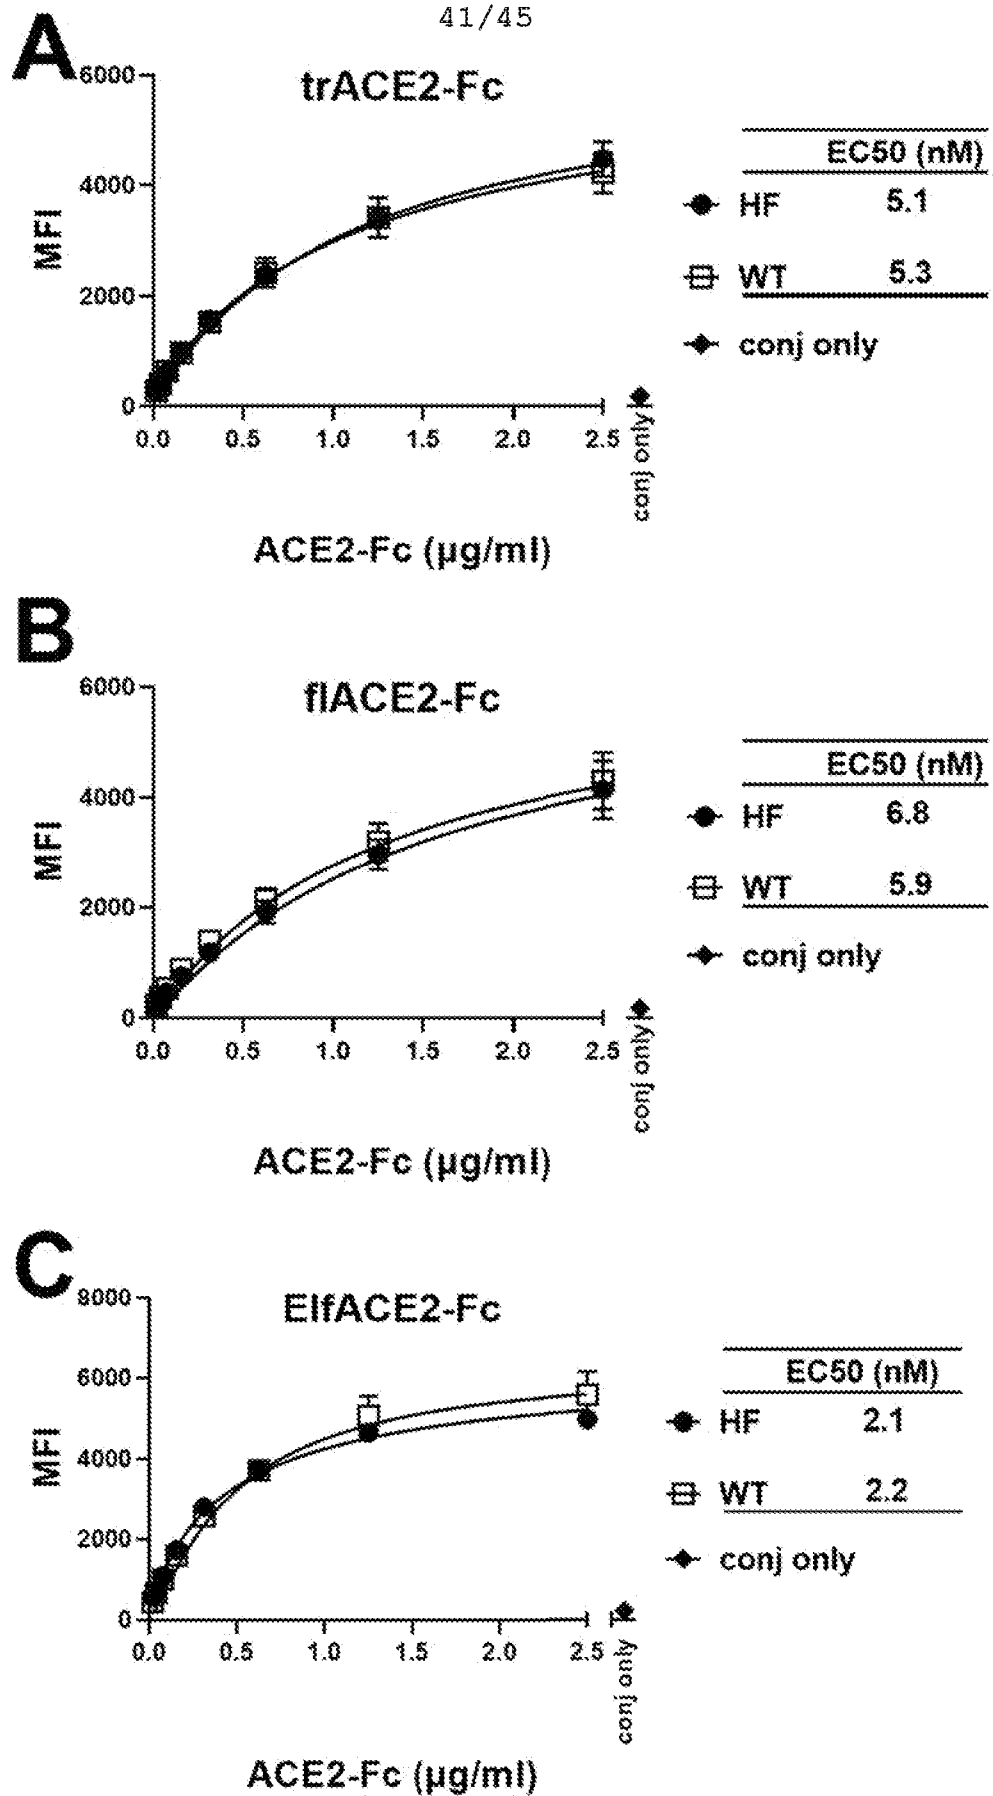 41/45
A
trACE2-Fc
6000
4000
2000
0
MFI
0.0 0.5 1.0 1.5 2.0 2.5
conj only
ACE2-Fc (µg/ml)
EC50 (nM)
HF 5.1
WT 5.3
conj only
B
flACE2-Fc
6000
4000
2000
0
MFI
0.0 0.5 1.0 1.5 2.0 2.5
conj only
ACE2-Fc (µg/ml)
EC50 (nM)
HF 6.8
WT 5.9
conj only
C
ElfACE2-Fc
8000
6000
4000
2000
0
MFI
0.0 0.5 1.0 1.5 2.0 2.5
conj only
ACE2-Fc (µg/ml)
EC50 (nM)
HF 2.1
WT 2.2
conj only